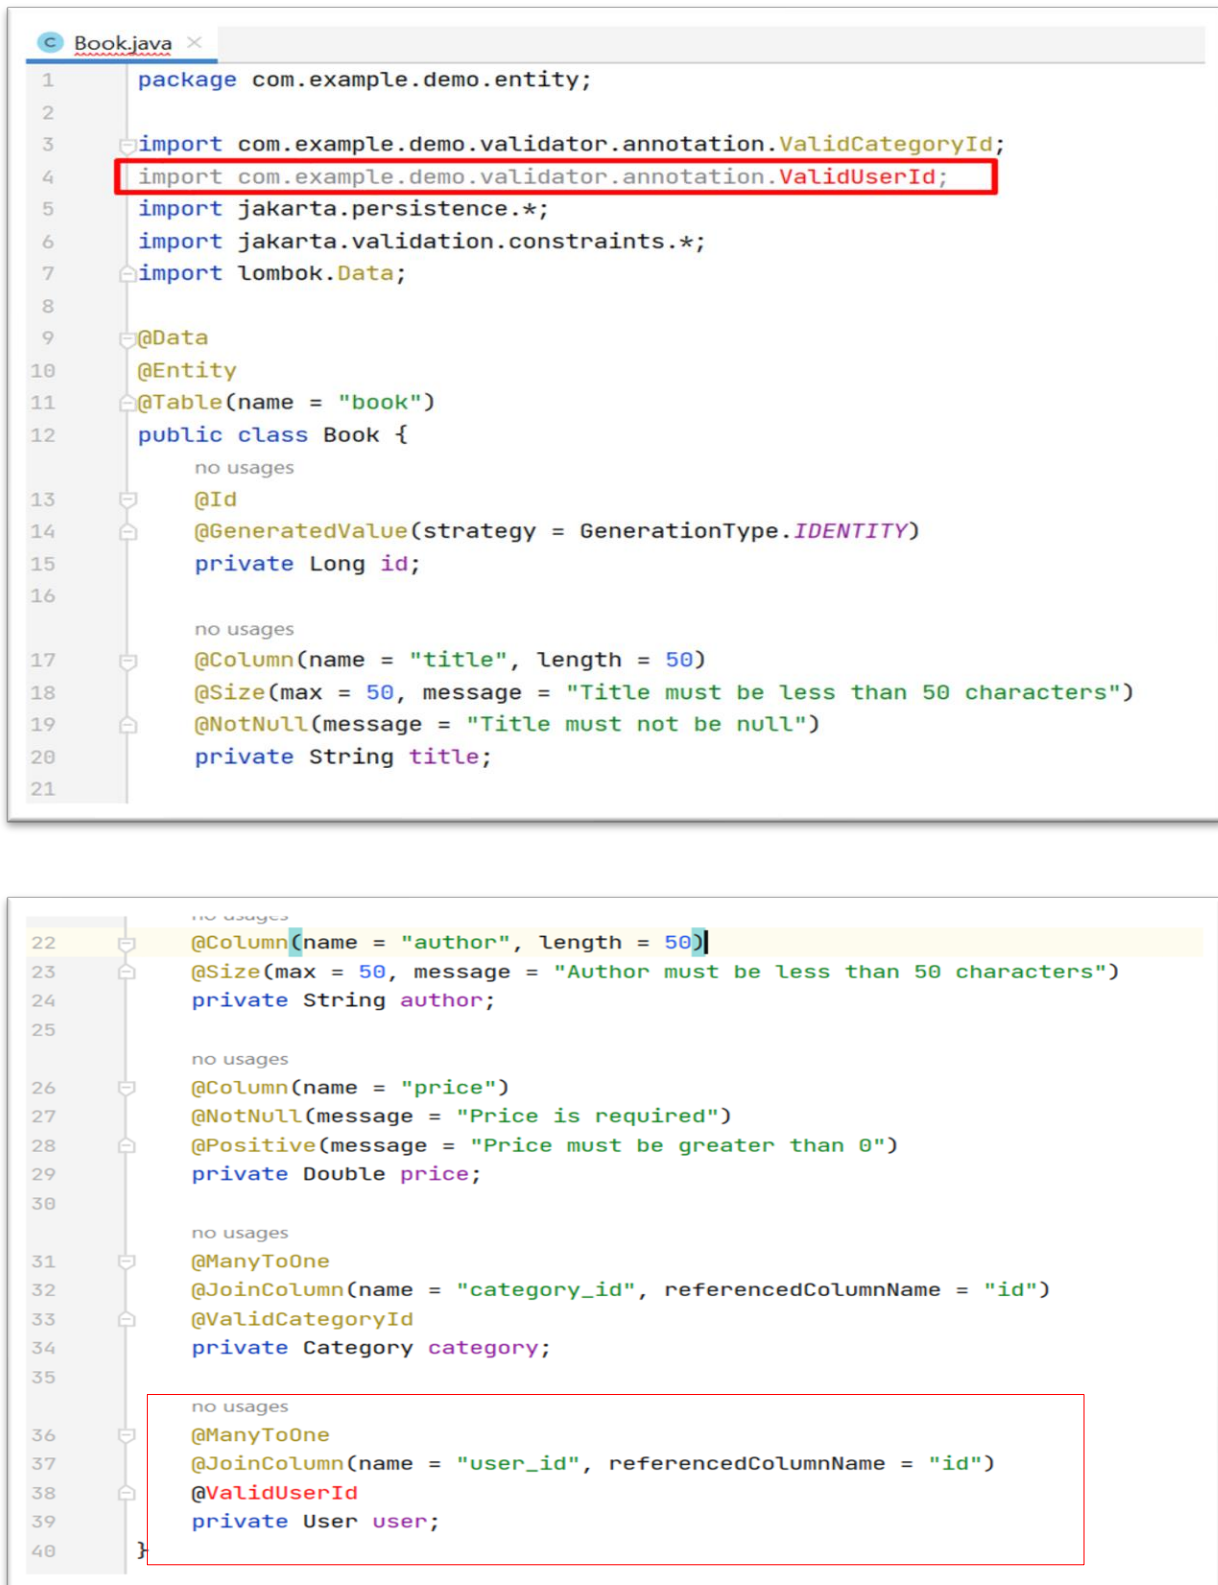 Book.java
1 package com.example.demo.entity;
2
3 import com.example.demo.validator.annotation.ValidCategoryId;
4 import com.example.demo.validator.annotation.ValidUserId;
5 import jakarta.persistence.*;
6 import jakarta.validation.constraints.*;
7 import lombok.Data;
8
9 @Data
10 @Entity
11 @Table(name = "book")
12 public class Book {
no usages
13 @Id
14 @GeneratedValue(strategy = GenerationType.IDENTITY)
15 private Long id;
16
no usages
17 @Column(name = "title", length = 50)
18 @Size(max = 50, message = "Title must be less than 50 characters")
19 @NotNull(message = "Title must not be null")
20 private String title;
21
no usages
22 @Column(name = "author", length = 50)
23 @Size(max = 50, message = "Author must be less than 50 characters")
24 private String author;
25
no usages
26 @Column(name = "price")
27 @NotNull(message = "Price is required")
28 @Positive(message = "Price must be greater than 0")
29 private Double price;
30
no usages
31 @ManyToOne
32 @JoinColumn(name = "category_id", referencedColumnName = "id")
33 @ValidCategoryId
34 private Category category;
35
no usages
36 @ManyToOne
37 @JoinColumn(name = "user_id", referencedColumnName = "id")
38 @ValidUserId
39 private User user;
40 }